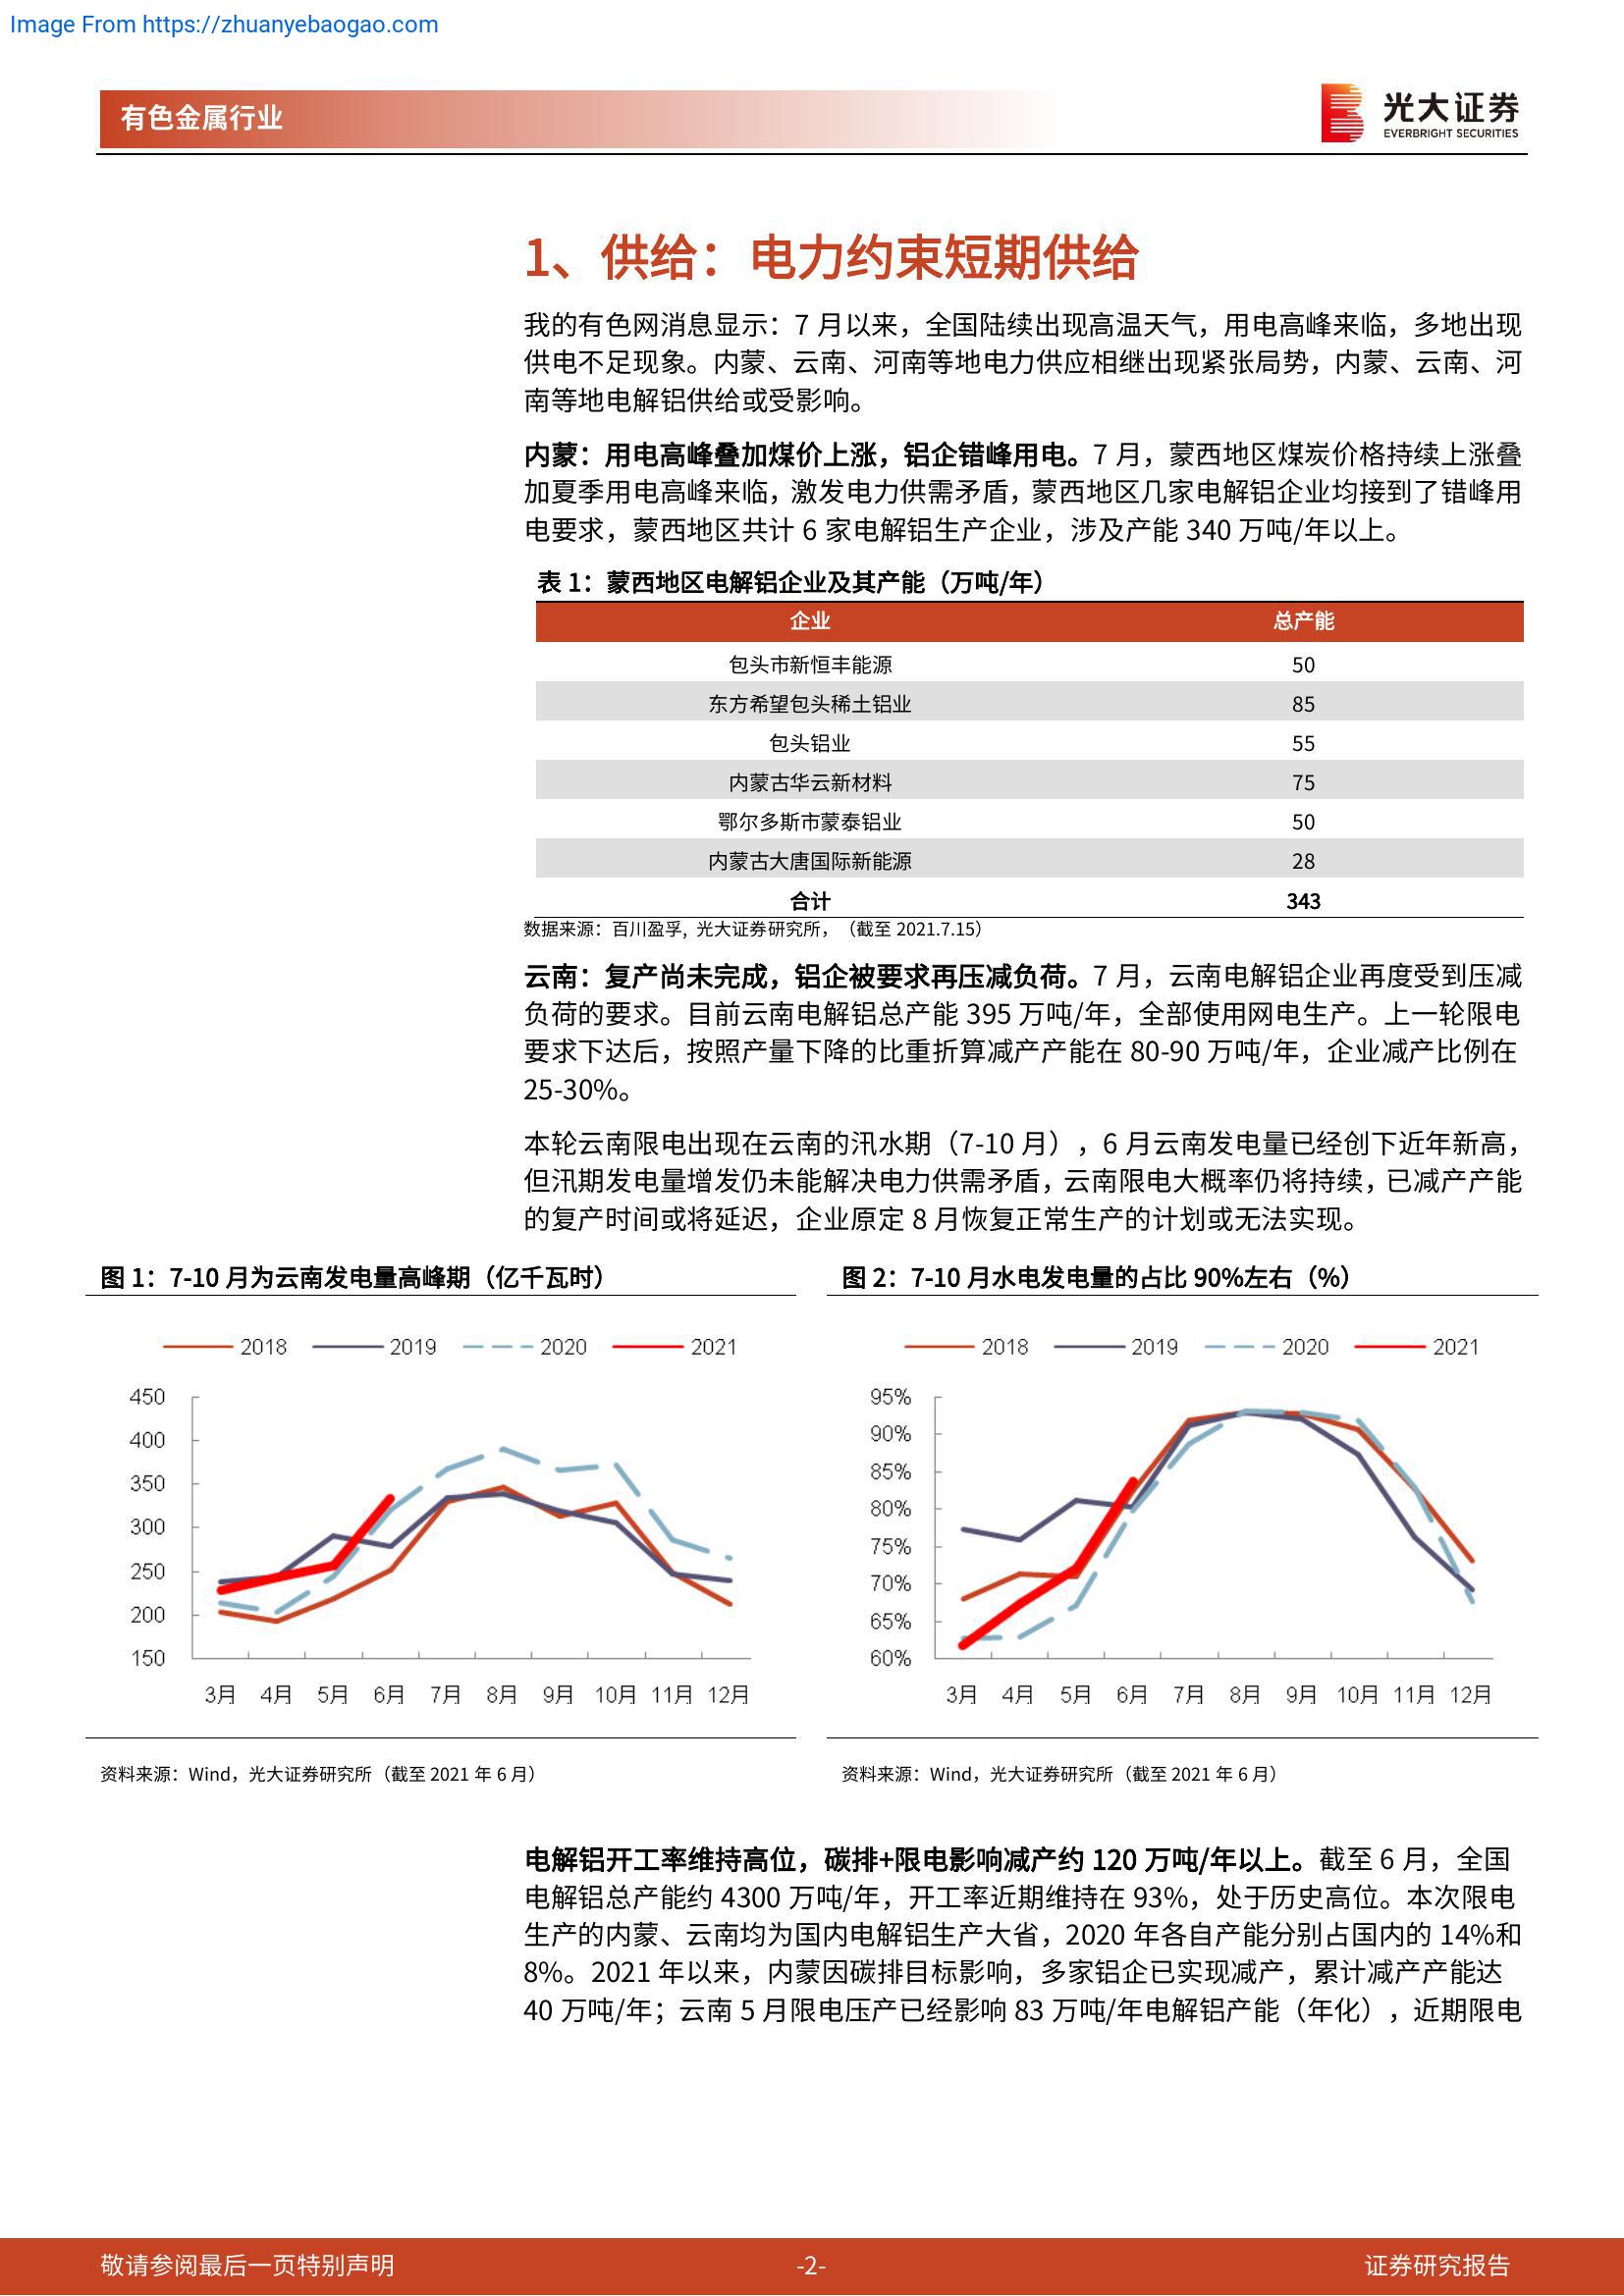 Image From https://zhuanyebaogao.com
有色金属行业
光大证券
EVERBRIGHT SECURITIES
1、供给：电力约束短期供给
我的有色网消息显示：7 月以来，全国陆续出现高温天气，用电高峰来临，多地出现
供电不足现象。内蒙、云南、河南等地电力供应相继出现紧张局势，内蒙、云南、河
南等地电解铝供给或受影响。
内蒙：用电高峰叠加煤价上涨，铝企错峰用电。7 月，蒙西地区煤炭价格持续上涨叠
加夏季用电高峰来临，激发电力供需矛盾，蒙西地区几家电解铝企业均接到了错峰用
电要求，蒙西地区共计 6 家电解铝生产企业，涉及产能 340 万吨/年以上。
表 1：蒙西地区电解铝企业及其产能（万吨/年）
企业 总产能
包头市新恒丰能源 50
东方希望包头稀土铝业 85
包头铝业 55
内蒙古华云新材料 75
鄂尔多斯市蒙泰铝业 50
内蒙古大唐国际新能源 28
合计 343
数据来源：百川盈孚, 光大证券研究所，（截至 2021.7.15）
云南：复产尚未完成，铝企被要求再压减负荷。7 月，云南电解铝企业再度受到压减
负荷的要求。目前云南电解铝总产能 395 万吨/年，全部使用网电生产。上一轮限电
要求下达后，按照产量下降的比重折算减产产能在 80-90 万吨/年，企业减产比例在
25-30%。
本轮云南限电出现在云南的汛水期（7-10 月），6 月云南发电量已经创下近年新高，
但汛期发电量增发仍未能解决电力供需矛盾，云南限电大概率仍将持续，已减产产能
的复产时间或将延迟，企业原定 8 月恢复正常生产的计划或无法实现。
图 1：7-10 月为云南发电量高峰期（亿千瓦时）
2018 2019 2020 2021
450
400
350
300
250
200
150
3月 4月 5月 6月 7月 8月 9月 10月 11月 12月
资料来源：Wind，光大证券研究所（截至 2021 年 6 月）
图 2：7-10 月水电发电量的占比 90%左右（%）
2018 2019 2020 2021
95%
90%
85%
80%
75%
70%
65%
60%
3月 4月 5月 6月 7月 8月 9月 10月 11月 12月
资料来源：Wind，光大证券研究所（截至 2021 年 6 月）
电解铝开工率维持高位，碳排+限电影响减产约 120 万吨/年以上。截至 6 月，全国
电解铝总产能约 4300 万吨/年，开工率近期维持在 93%，处于历史高位。本次限电
生产的内蒙、云南均为国内电解铝生产大省，2020 年各自产能分别占国内的 14%和
8%。2021 年以来，内蒙因碳排目标影响，多家铝企已实现减产，累计减产产能达
40 万吨/年；云南 5 月限电压产已经影响 83 万吨/年电解铝产能（年化），近期限电
敬请参阅最后一页特别声明
-2-
证券研究报告